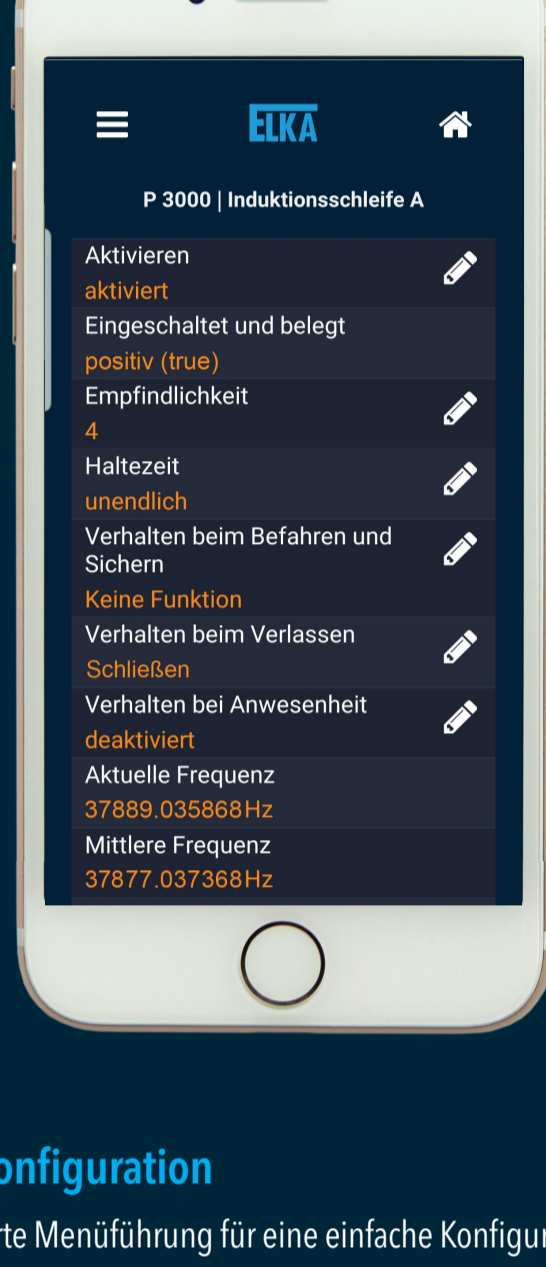 ELKA
P 3000 | Induktionsschleife A
Aktivieren
aktiviert
Eingeschaltet und belegt
positiv (true)
Empfindlichkeit
4
Haltezeit
unendlich
Verhalten beim Befahren und
Sichern
Keine Funktion
Verhalten beim Verlassen
Schließen
Verhalten bei Anwesenheit
deaktiviert
Aktuelle Frequenz
37889.035868Hz
Mittlere Frequenz
37877.037368Hz
onfiguration
rte Menüführung für eine einfache Konfigur